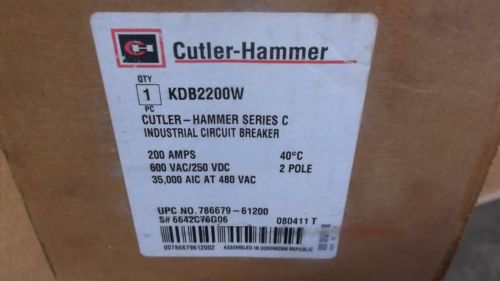 Cutler-Hammer
QTY
1 KDB2200W
PC
CUTLER-HAMMER SERIES C
INDUSTRIAL CIRCUIT BREAKER
200 AMPS 40°C
600 VAC/250 VDC 2 POLE
35,000 AIC AT 480 VAC
UPC NO. 786679-61200
S# 6642C76G06 080411 T
00786679612002 ASSEMBLED IN DOMINICAN REPUBLIC